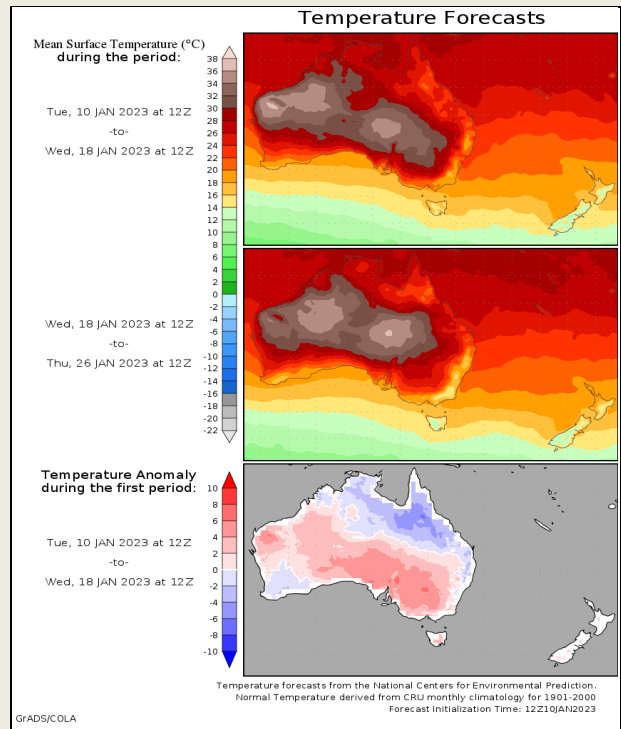 Temperature Forecasts
Mean Surface Temperature (°C)
during the period:
38
36
34
32
30
28
26
24
22
20
18
16
14
12
10
8
6
4
2
0
-2
-4
-6
-8
-10
-12
-14
-16
-18
-20
-22
Tue, 10 JAN 2023 at 12Z
-to-
Wed, 18 JAN 2023 at 12Z
Wed, 18 JAN 2023 at 12Z
-to-
Thu, 26 JAN 2023 at 12Z
Temperature Anomaly
during the first period:
10
8
6
4
2
0
-2
-4
-6
-8
-10
Tue, 10 JAN 2023 at 12Z
-to-
Wed, 18 JAN 2023 at 12Z
Temperature forecasts from the National Centers for Environmental Prediction.
Normal Temperature derived from CRU monthly climatology for 1901-2000
Forecast Initialization Time: 12Z10JAN2023
GrADS/COLA